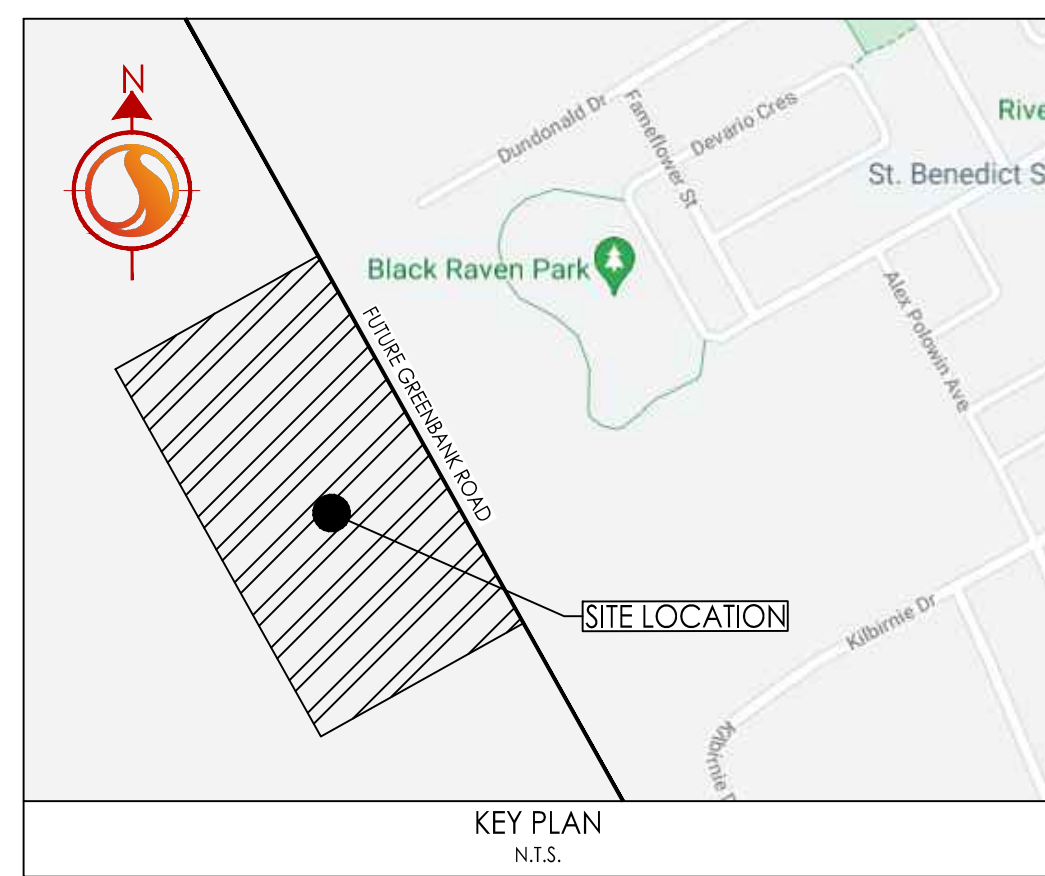 N
Dundonald Dr
Fameflower St
Devario Cres
Rive
St. Benedict S
Black Raven Park
Alex Polowin Ave
FUTURE GREENBANK ROAD
SITE LOCATION
Kilbirnie Dr
Kilbirnie D
KEY PLAN
N.T.S.